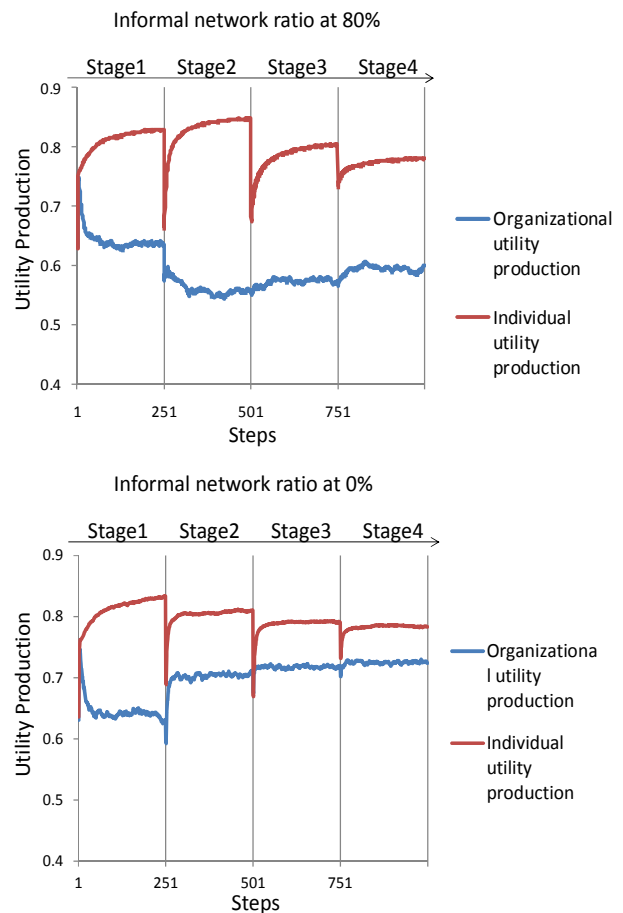 Informal network ratio at 80%
Stage1 Stage2 Stage3 Stage4
0.9
0.8
0.7
0.6
0.5
0.4
Utility Production
1 251 501 751
Steps
Organizational
utility
production
Individual
utility
production
Informal network ratio at 0%
Stage1 Stage2 Stage3 Stage4
0.9
0.8
0.7
0.6
0.5
0.4
Utility Production
1 251 501 751
Steps
Organizationa
l utility
production
Individual
utility
production